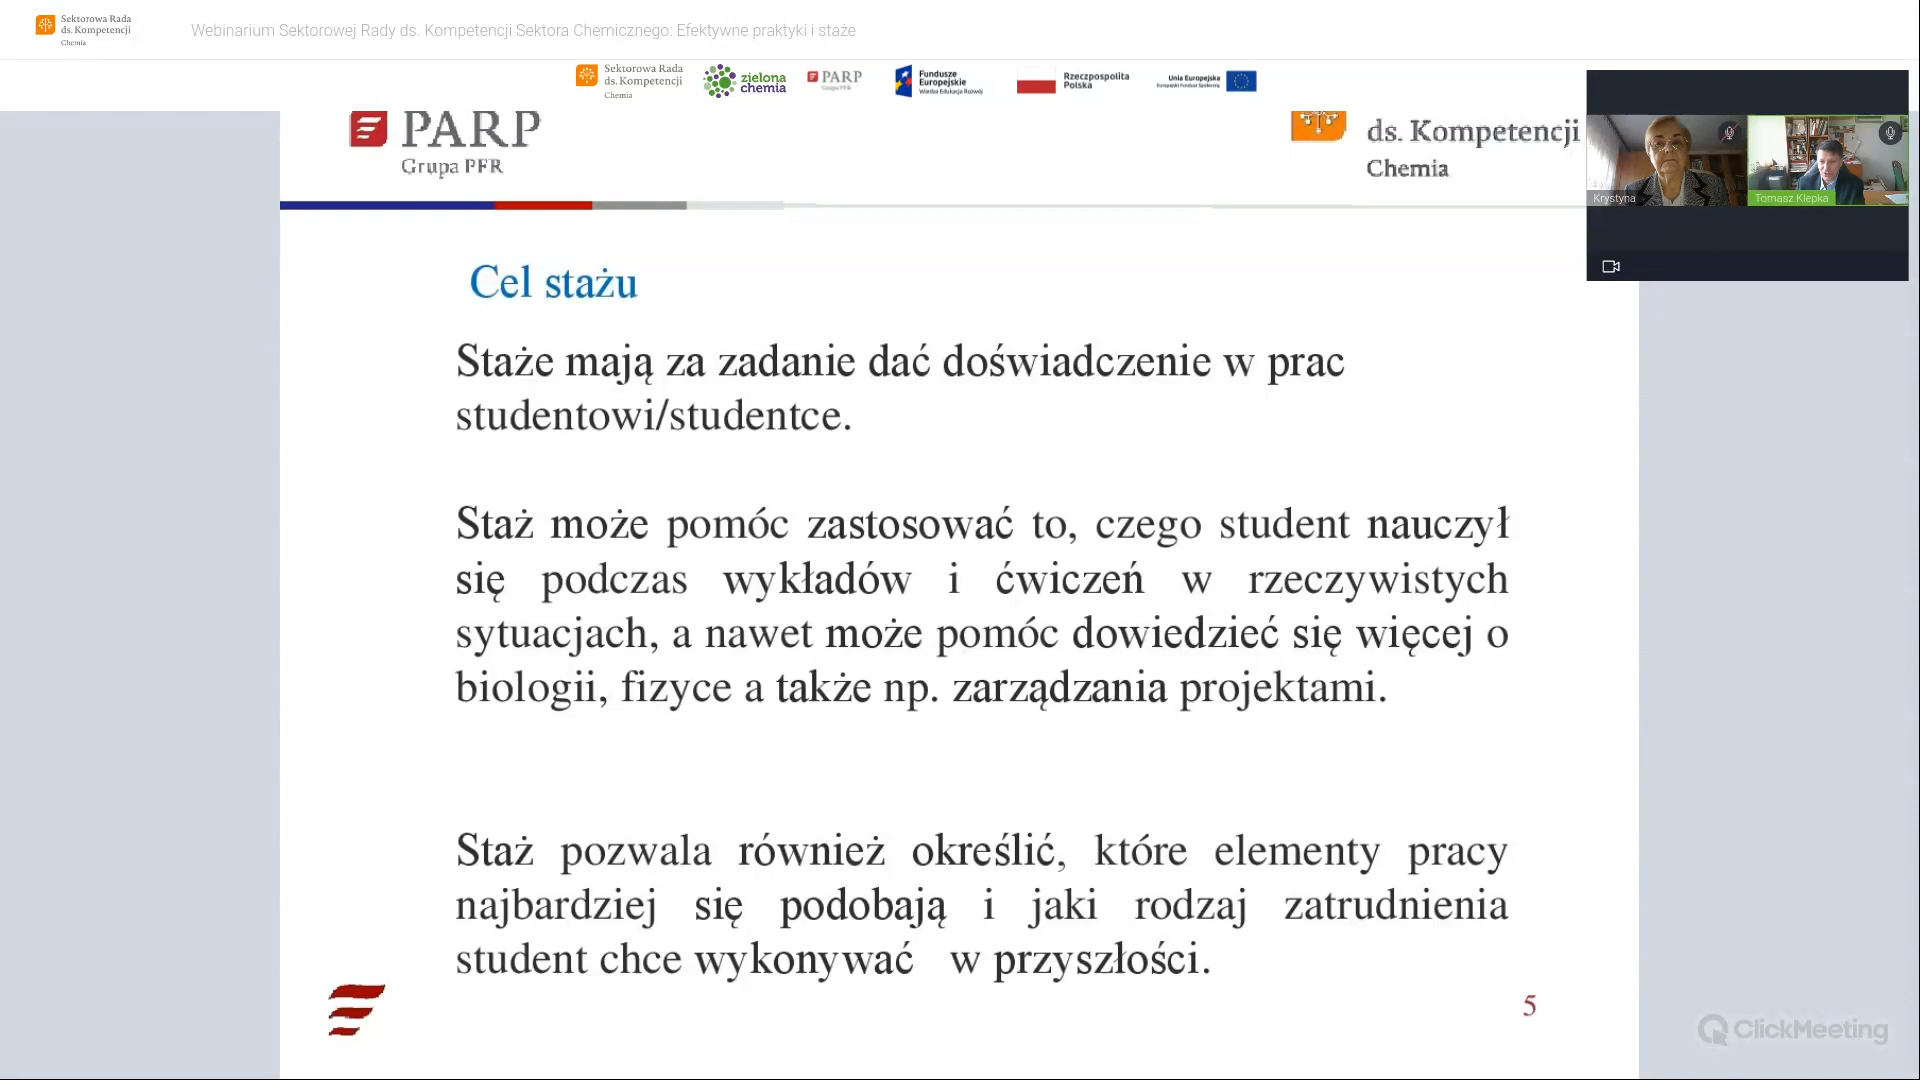 Sektorowa Rada
ds. Kompetencji
Chemia
Webinarium Sektorowej Rady ds. Kompetencji Sektora Chemicznego: Efektywne praktyki i staże
Sektorowa Rada
ds. Kompetencji
Chemia
zielona
chemia
PARP
Grupa PFR
Fundusze
Europejskie
Wiedza Edukacja Rozwój
Rzeczpospolita
Polska
Unia Europejska
Europejski Fundusz Społeczny
PARP
Grupa PFR
ds. Kompetencji
Chemia
Krystyna
Tomasz Klepka
Cel stażu
Staże mają za zadanie dać doświadczenie w prac
studentowi/studentce.
Staż może pomóc zastosować to, czego student nauczył
się podczas wykładów i ćwiczeń w rzeczywistych
sytuacjach, a nawet może pomóc dowiedzieć się więcej o
biologii, fizyce a także np. zarządzania projektami.
Staż pozwala również określić, które elementy pracy
najbardziej się podobają i jaki rodzaj zatrudnienia
student chce wykonywać w przyszłości.
5
ClickMeeting